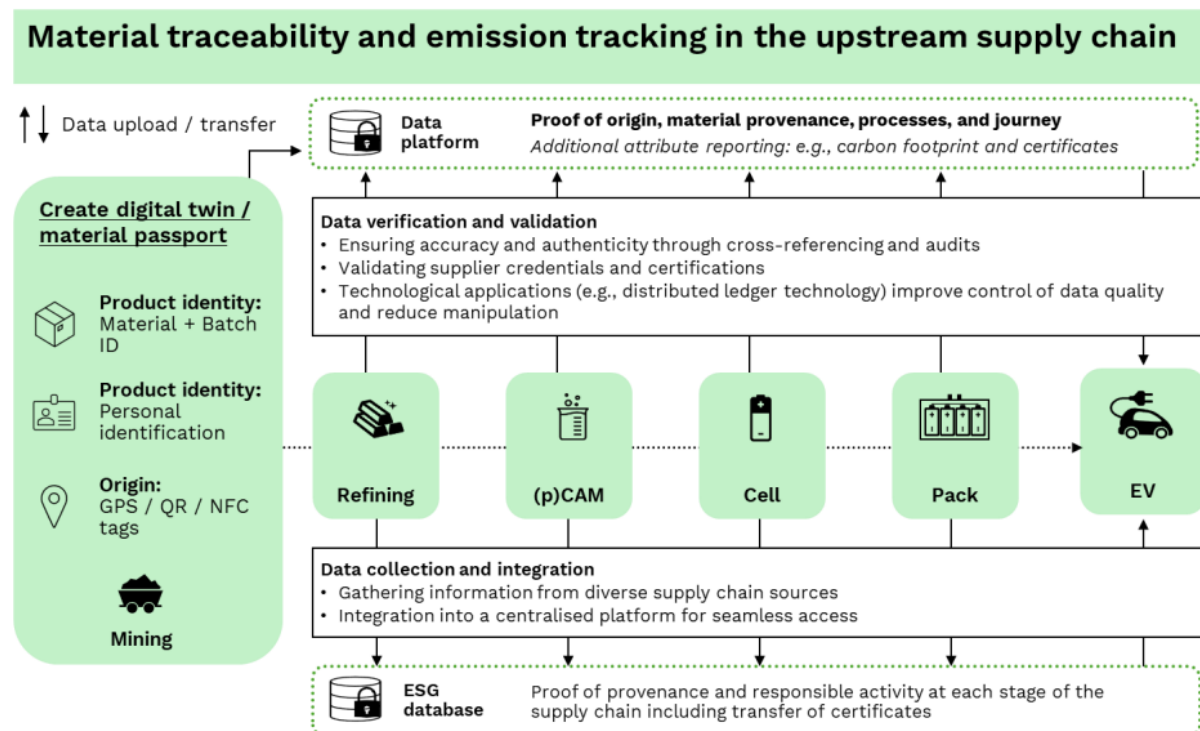 Material traceability and emission tracking in the upstream supply chain
Data upload / transfer
Data
platform
Proof of origin, material provenance, processes, and journey
Additional attribute reporting: e.g., carbon footprint and certificates
Create digital twin /
material passport
Product identity:
Material + Batch
ID
Product identity:
Personal
identification
Origin:
GPS / QR / NFC
tags
Mining
Data verification and validation
• Ensuring accuracy and authenticity through cross-referencing and audits
• Validating supplier credentials and certifications
• Technological applications (e.g., distributed ledger technology) improve control of data quality
and reduce manipulation
Refining
(p)CAM
Cell
Pack
EV
Data collection and integration
• Gathering information from diverse supply chain sources
• Integration into a centralised platform for seamless access
ESG
database
Proof of provenance and responsible activity at each stage of the
supply chain including transfer of certificates